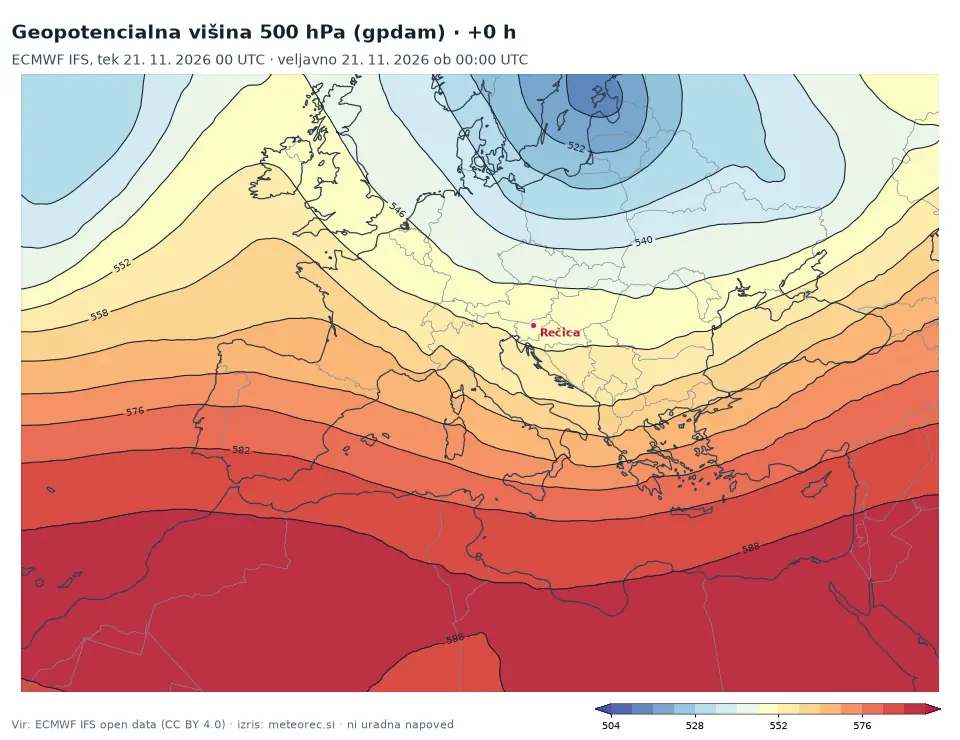 Geopotencialna višina 500 hPa (gpdam) · +0 h
ECMWF IFS, tek 21. 11. 2026 00 UTC · veljavno 21. 11. 2026 ob 00:00 UTC
522
546
540
552
558
Rečica
576
582
588
588
504 528 552 576
Vir: ECMWF IFS open data (CC BY 4.0) · izris: meteorec.si · ni uradna napoved